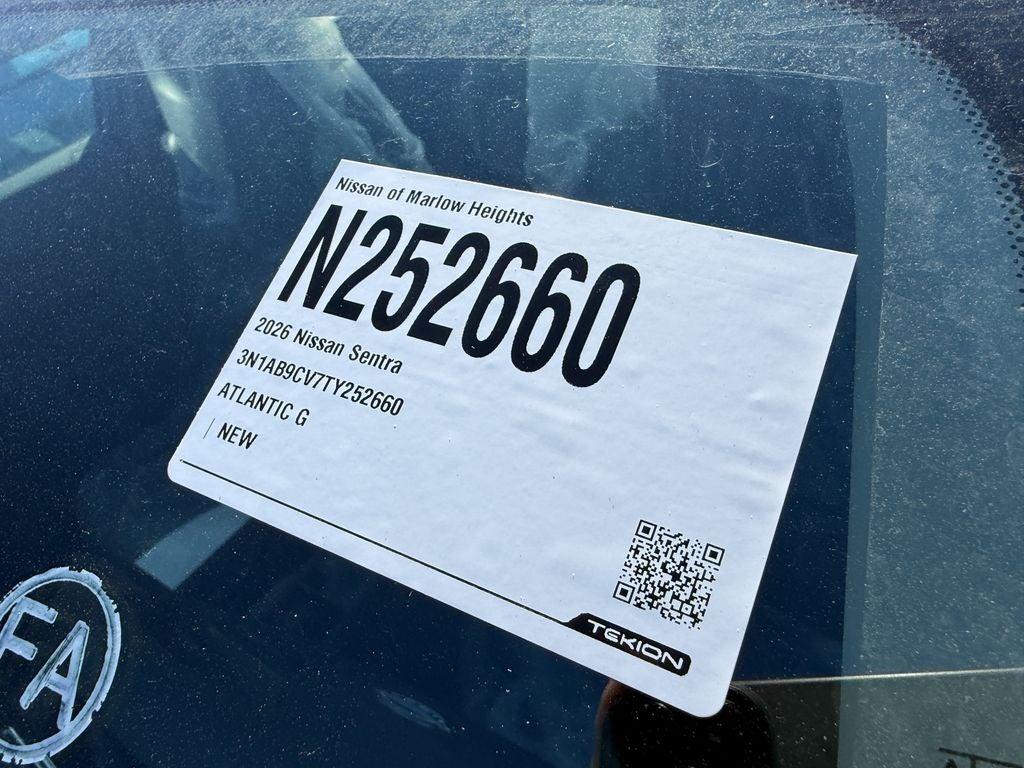 Nissan of Marlow Heights
N252660
2026 Nissan Sentra
3N1AB9CV7TY252660
ATLANTIC G
| NEW
TEKION
FA